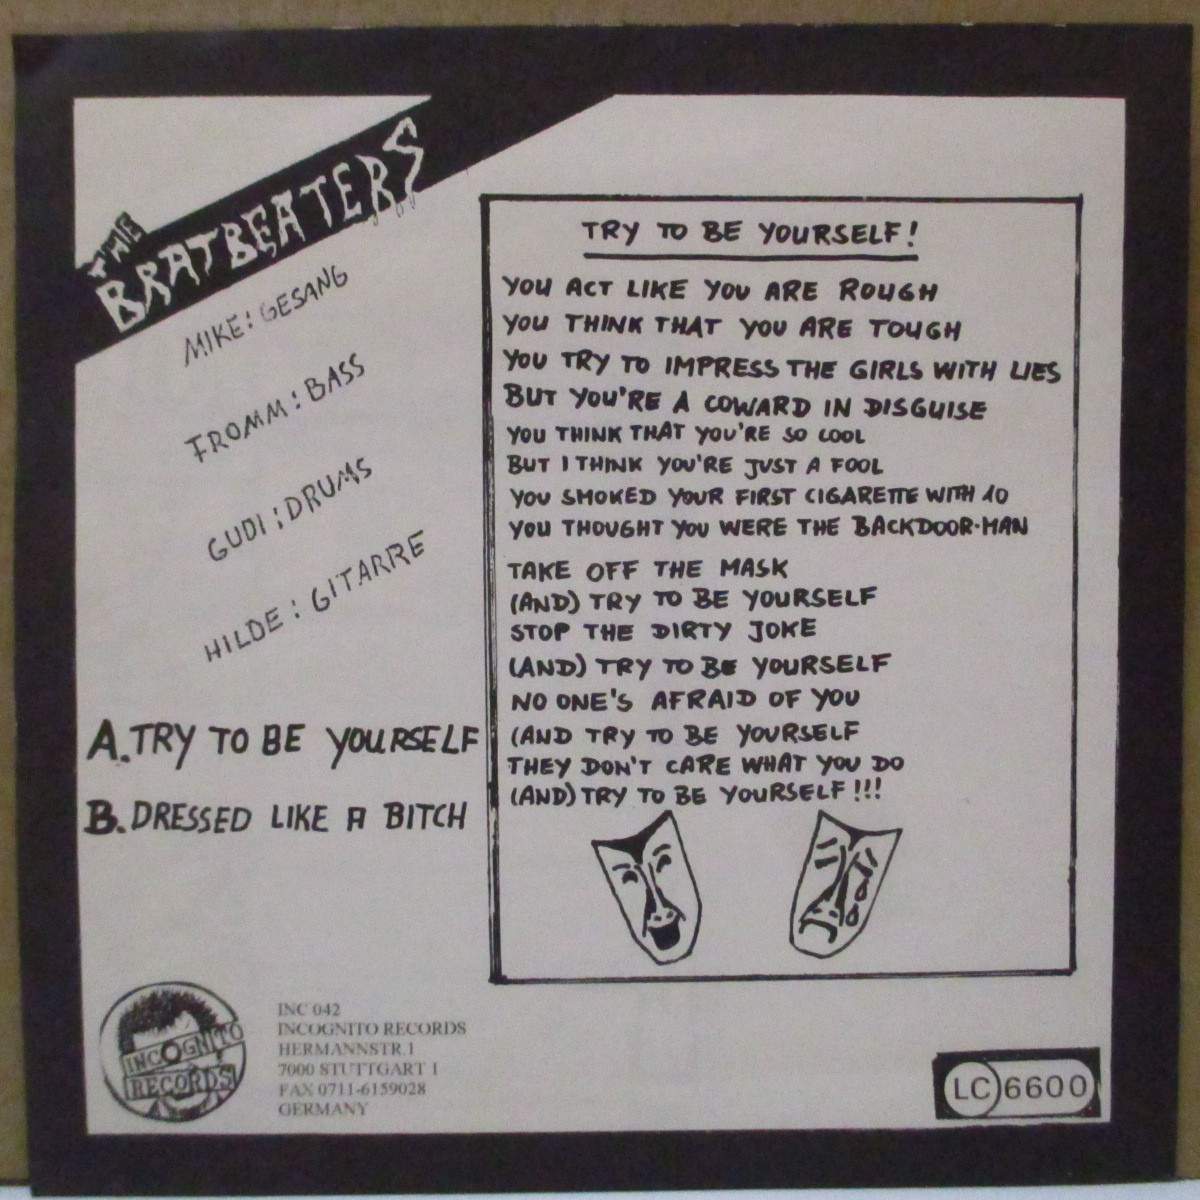 THE
BRATBEATERS
MIKE: GESANG
FROMM: BASS
GUDI: DRUMS
HILDE: GITARRE
A. TRY TO BE YOURSELF
B. DRESSED LIKE A BITCH
TRY TO BE YOURSELF!
YOU ACT LIKE YOU ARE ROUGH
YOU THINK THAT YOU ARE TOUGH
YOU TRY TO IMPRESS THE GIRLS WITH LIES
BUT YOU'RE A COWARD IN DISGUISE
YOU THINK THAT YOU'RE SO COOL
BUT I THINK YOU'RE JUST A FOOL
YOU SMOKED YOUR FIRST CIGARETTE WITH 10
YOU THOUGHT YOU WERE THE BACKDOOR-MAN
TAKE OFF THE MASK
(AND) TRY TO BE YOURSELF
STOP THE DIRTY JOKE
(AND) TRY TO BE YOURSELF
NO ONE'S AFRAID OF YOU
(AND TRY TO BE YOURSELF
THEY DON'T CARE WHAT YOU DO
(AND) TRY TO BE YOURSELF!!!
INCOGNITO
RECORDS
INC 042
INCOGNITO RECORDS
HERMANNSTR.1
7000 STUTTGART 1
FAX 0711-6159028
GERMANY
LC 6600